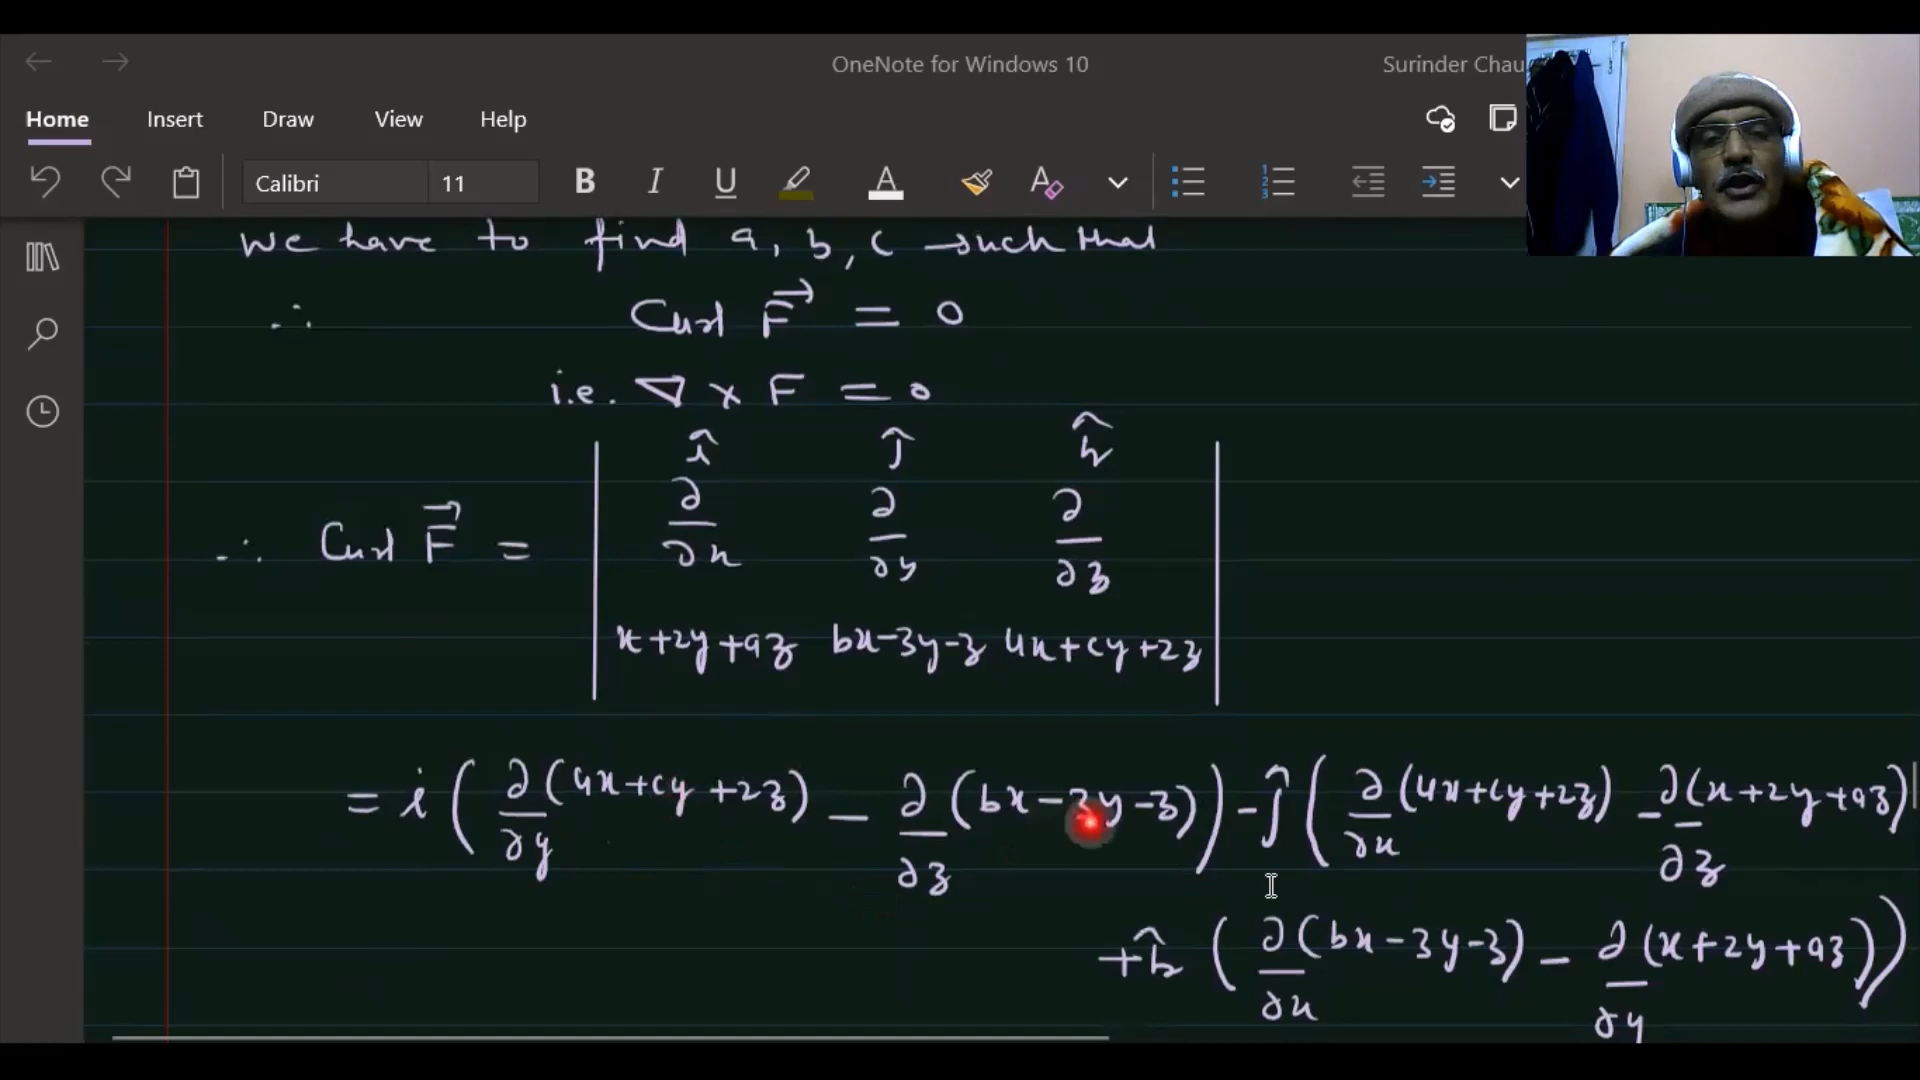 OneNote for Windows 10
Surinder Chau
Home Insert Draw View Help
Calibri 11 B I U A A
We have to find a, b, c such that
∴ Curl F⃗ = 0
i.e. ∇ × F = 0
î ĵ k̂
∴ Curl F⃗ = ∂/∂x ∂/∂y ∂/∂z
x+2y+az bx-3y-z 4x+cy+2z
= i ( ∂/∂y (4x+cy+2z) - ∂/∂z (bx-3y-z) ) - ĵ ( ∂/∂x (4x+cy+2z) - ∂/∂z (x+2y+az)
+ k̂ ( ∂/∂x (bx-3y-z) - ∂/∂y (x+2y+az) )